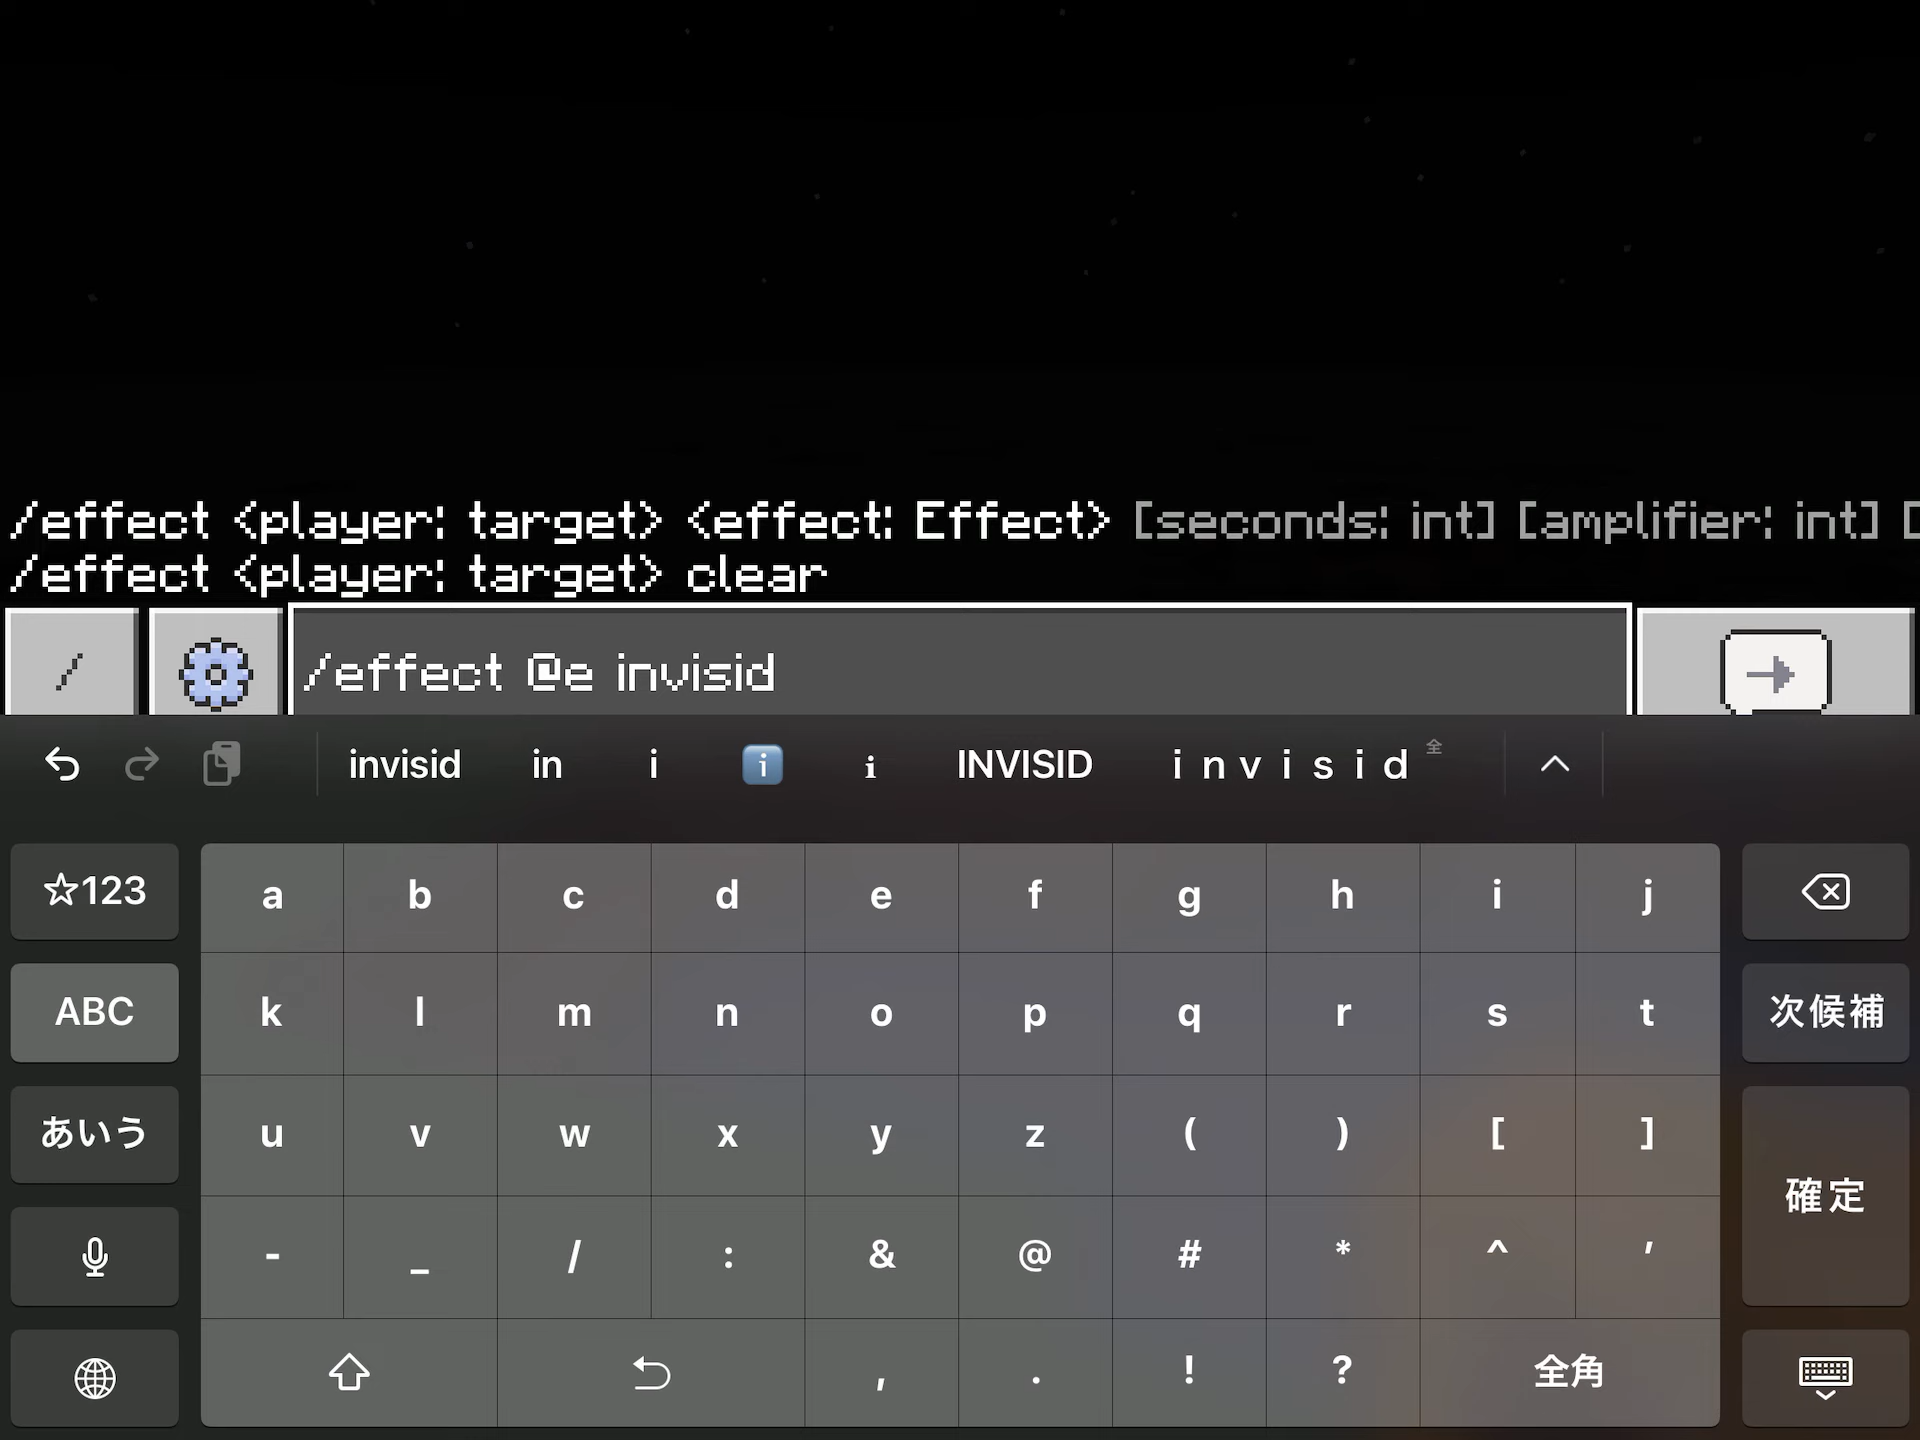 /effect <player: target> <effect: Effect> [seconds: int] [amplifier: int] [
/effect <player: target> clear
/ /effect @e invisid
invisid in i i i INVISID ｉｎｖｉｓｉｄ 全
☆123 a b c d e f g h i j
ABC k l m n o p q r s t 次候補
あいう u v w x y z ( ) [ ] 確定
- _ / : & @ # * ^ '
, . ! ? 全角